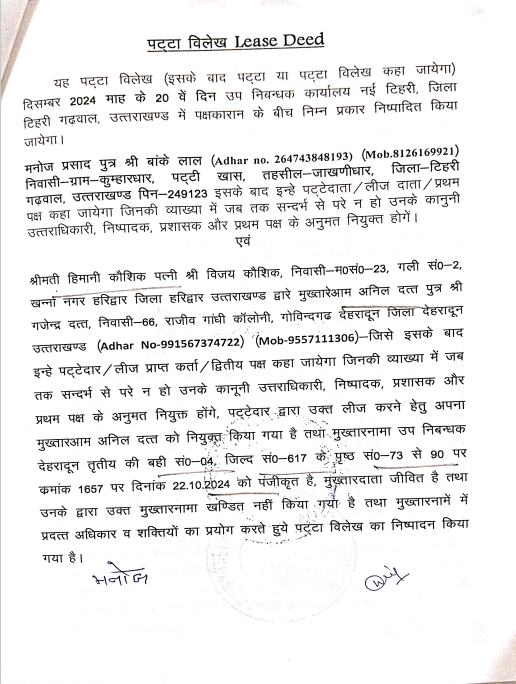 पट्टा विलेख Lease Deed
यह पट्टा विलेख (इसके बाद पट्टा या पट्टा विलेख कहा जायेगा)
दिसम्बर 2024 माह के 20 वें दिन उप निबन्धक कार्यालय नई टिहरी, जिला
टिहरी गढ़वाल, उत्तराखण्ड में पक्षकारान के बीच निम्न प्रकार निष्पादित किया
जायेगा।
मनोज प्रसाद पुत्र श्री बांके लाल (Adhar no. 264743848193) (Mob.8126169921)
निवासी–ग्राम–कुम्हारधार, पट्टी खास, तहसील–जाखणीधार, जिला–टिहरी
गढ़वाल, उत्तराखण्ड पिन–249123 इसके बाद इन्हे पट्टेदाता/लीज दाता/प्रथम
पक्ष कहा जायेगा जिनकी व्याख्या में जब तक सन्दर्भ से परे न हो उनके कानुनी
उत्तराधिकारी, निष्पादक, प्रशासक और प्रथम पक्ष के अनुमत नियुक्त होगें।
एवं
श्रीमती हिमानी कौशिक पत्नी श्री विजय कौशिक, निवासी–म0सं0–23, गली सं0–2,
खन्ना नगर हरिद्वार जिला हरिद्वार उत्तराखण्ड द्वारे मुख्तारेआम अनिल दत्त पुत्र श्री
गजेन्द्र दत्त, निवासी–66, राजीव गांधी कॉलोनी, गोविन्दगढ देहरादून जिला देहरादून
उत्तराखण्ड (Adhar No-991567374722) (Mob-9557111306)–जिसे इसके बाद
इन्हे पट्टेदार/लीज प्राप्त कर्ता/द्वितीय पक्ष कहा जायेगा जिनकी व्याख्या में जब
तक सन्दर्भ से परे न हो उनके कानूनी उत्तराधिकारी, निष्पादक, प्रशासक और
प्रथम पक्ष के अनुमत नियुक्त होंगे, पट्टेदार द्वारा उक्त लीज करने हेतु अपना
मुख्तारआम अनिल दत्त को नियुक्त किया गया है तथा मुख्तारनामा उप निबन्धक
देहरादून तृतीय की बही सं0–04, जिल्द सं0–617 के पृष्ठ सं0–73 से 90 पर
कमांक 1657 पर दिनांक 22.10.2024 को पंजीकृत है, मुख्तारदाता जीवित है तथा
उनके द्वारा उक्त मुख्तारनामा खण्डित नहीं किया गया है तथा मुख्तारनामें में
प्रदत्त अधिकार व शक्तियों का प्रयोग करते हुये पट्टा विलेख का निष्पादन किया
गया है।
मनोज